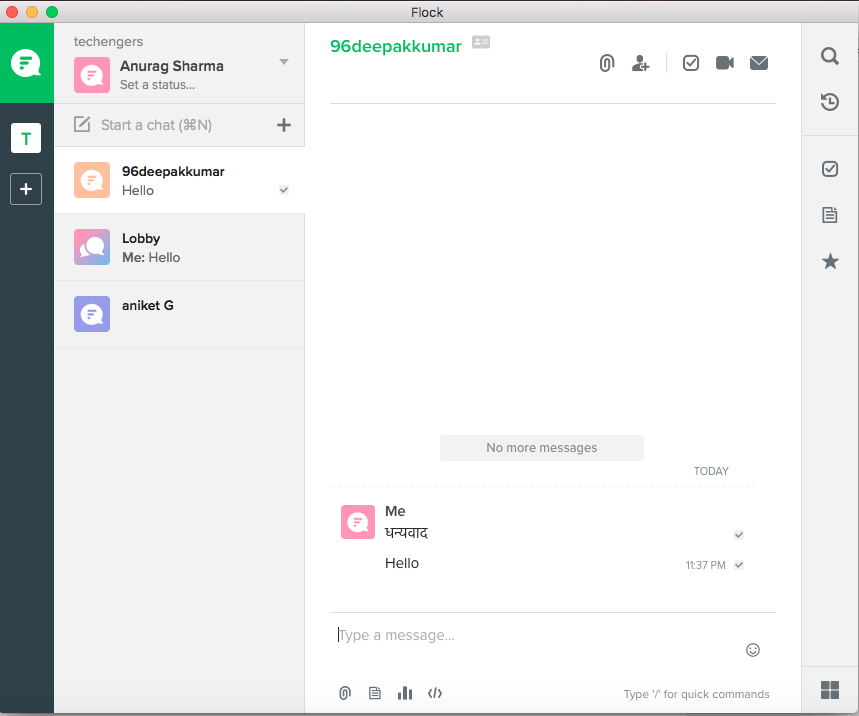 Flock
techengers
Anurag Sharma
Set a status...
Start a chat (⌘N)
T
96deepakkumar
Hello
Lobby
Me: Hello
aniket G
96deepakkumar
No more messages
TODAY
Me
धन्यवाद
Hello
11:37 PM
Type a message...
Type '/' for quick commands